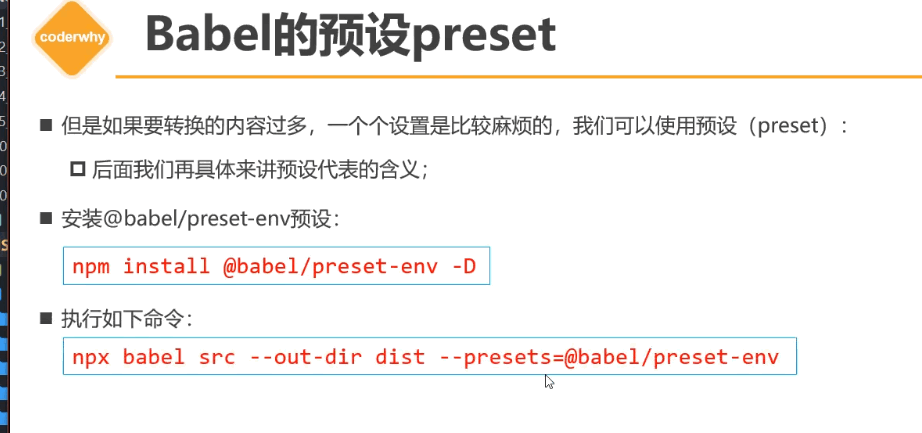 coderwhy
Babel的预设preset
但是如果要转换的内容过多，一个个设置是比较麻烦的，我们可以使用预设（preset）:
后面我们再具体来讲预设代表的含义；
安装@babel/preset-env预设：
npm install @babel/preset-env -D
执行如下命令：
npx babel src --out-dir dist --presets=@babel/preset-env